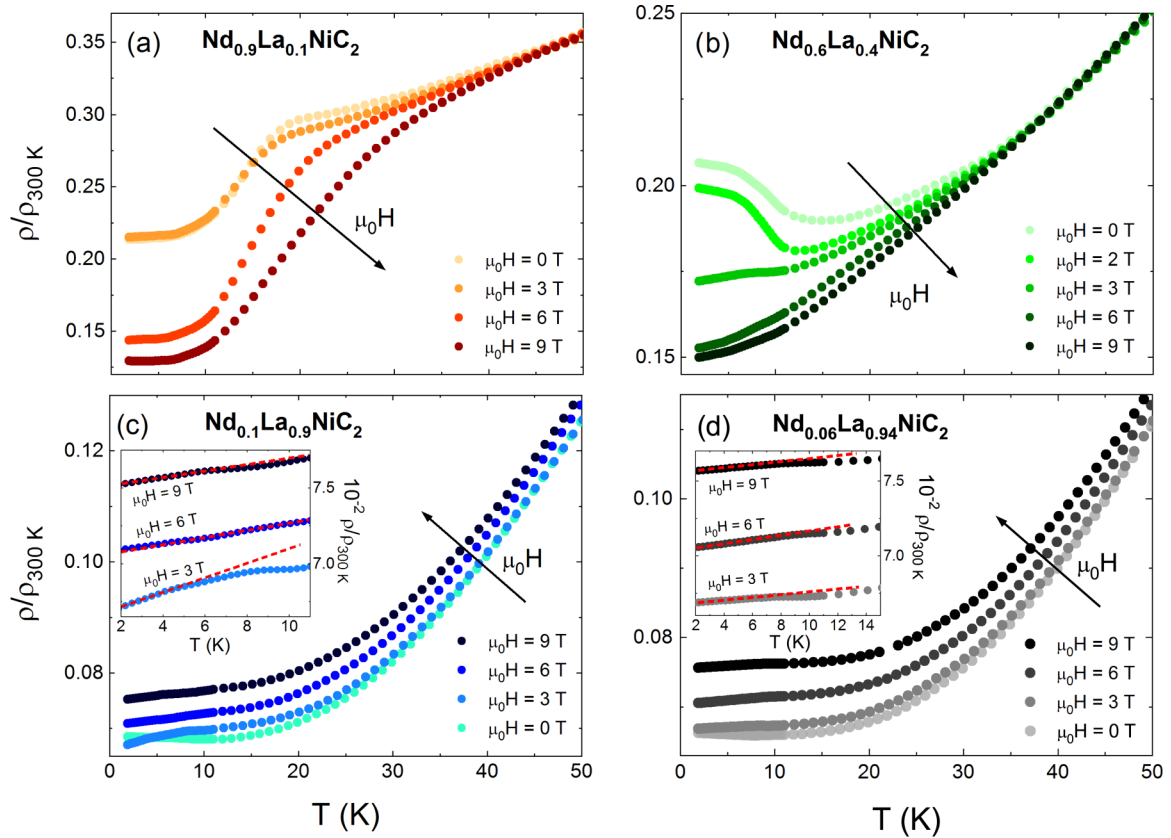 (a) Nd0.9La0.1NiC2
ρ/ρ300 K
0.35
0.30
0.25
0.20
0.15
μ0H
μ0H = 0 T
μ0H = 3 T
μ0H = 6 T
μ0H = 9 T
(b) Nd0.6La0.4NiC2
0.25
0.20
0.15
μ0H
μ0H = 0 T
μ0H = 2 T
μ0H = 3 T
μ0H = 6 T
μ0H = 9 T
(c) Nd0.1La0.9NiC2
ρ/ρ300 K
0.12
0.10
0.08
μ0H = 9 T
μ0H = 6 T
μ0H = 3 T
7.5
7.0
10-2 ρ/ρ300 K
2 4 6 8 10
T (K)
μ0H
μ0H = 9 T
μ0H = 6 T
μ0H = 3 T
μ0H = 0 T
0 10 20 30 40 50
T (K)
(d) Nd0.06La0.94NiC2
0.10
0.08
μ0H = 9 T
μ0H = 6 T
μ0H = 3 T
7.5
7.0
10-2 ρ/ρ300 K
2 4 6 8 10 12 14
T (K)
μ0H
μ0H = 9 T
μ0H = 6 T
μ0H = 3 T
μ0H = 0 T
0 10 20 30 40 50
T (K)